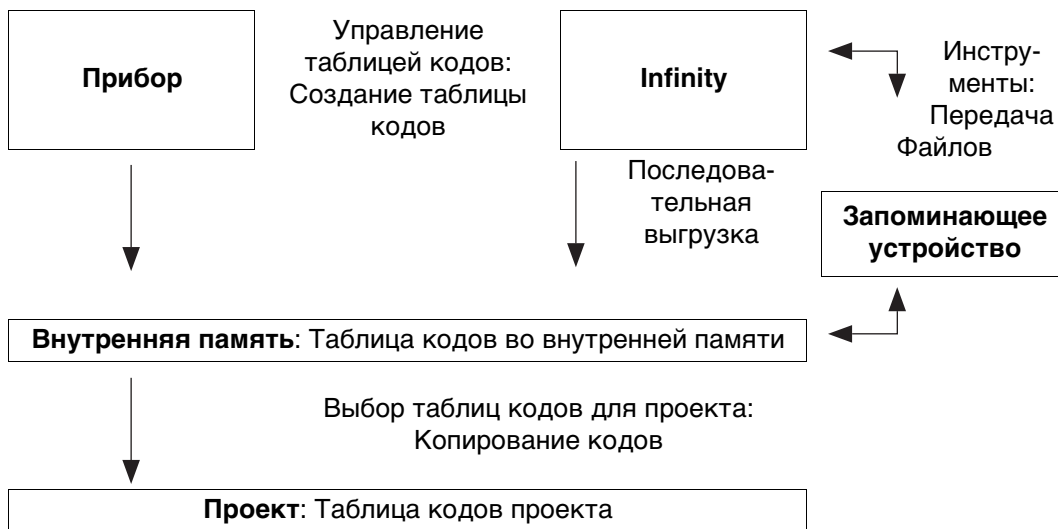 Прибор
Управление
таблицей кодов:
Создание таблицы
кодов
Infinity
Инстру-
менты:
Передача
Файлов
Последова-
тельная
выгрузка
Запоминающее
устройство
Внутренняя память: Таблица кодов во внутренней памяти
Выбор таблиц кодов для проекта:
Копирование кодов
Проект: Таблица кодов проекта